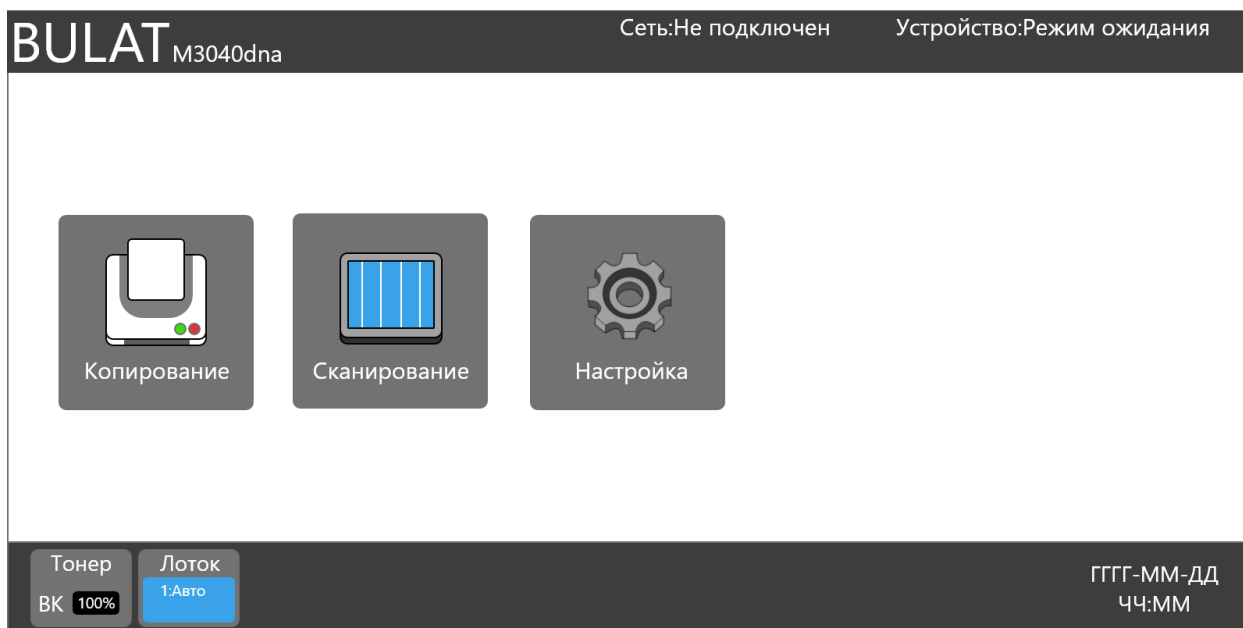 BULAT M3040dna
Сеть:Не подключен
Устройство:Режим ожидания
Копирование
Сканирование
Настройка
Тонер
ВК 100%
Лоток
1:Авто
ГГГГ-ММ-ДД
ЧЧ:ММ